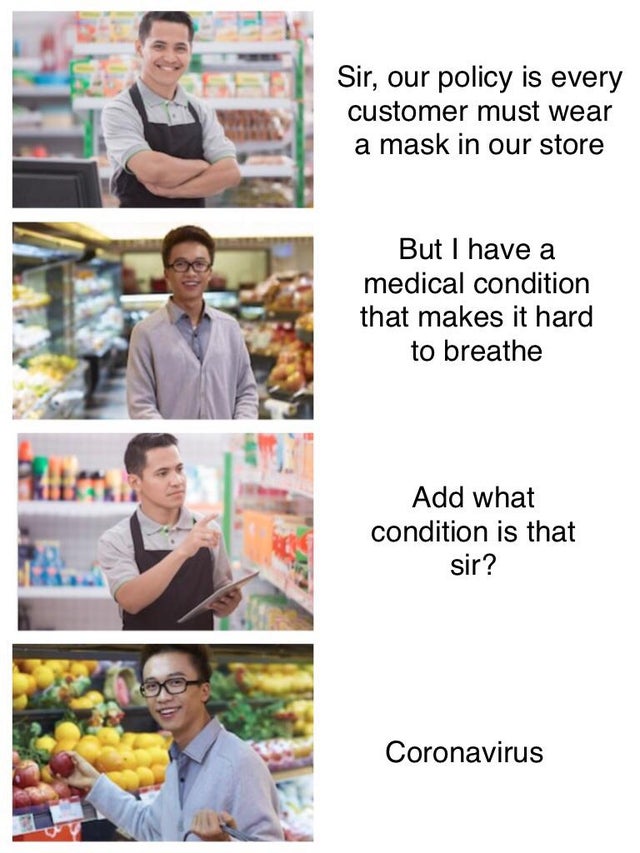 Sir, our policy is every
customer must wear
a mask in our store
But I have a
medical condition
that makes it hard
to breathe
Add what
condition is that
sir?
Coronavirus